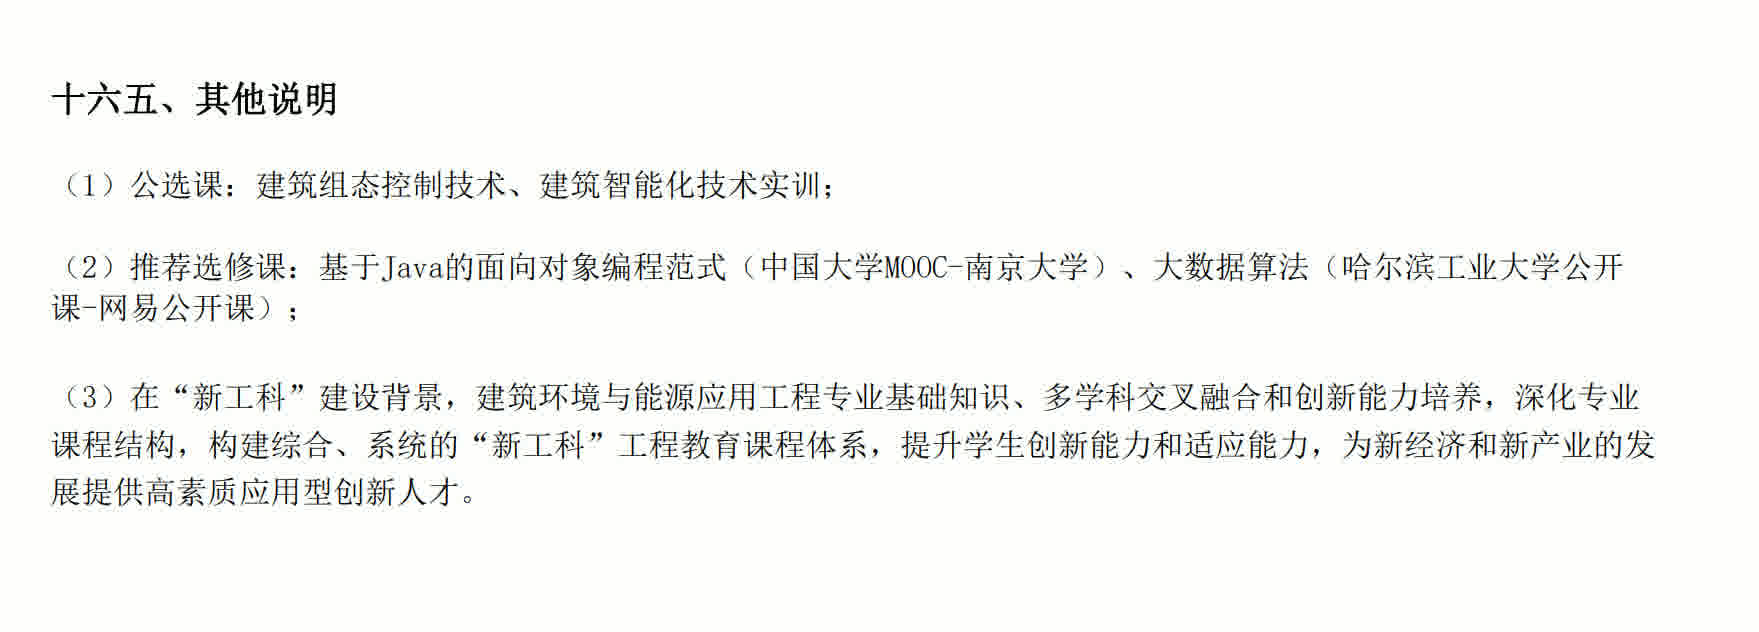 十六五、其他说明
（1）公选课：建筑组态控制技术、建筑智能化技术实训；
（2）推荐选修课：基于Java的面向对象编程范式（中国大学MOOC-南京大学）、大数据算法（哈尔滨工业大学公开
课-网易公开课）；
（3）在“新工科”建设背景，建筑环境与能源应用工程专业基础知识、多学科交叉融合和创新能力培养，深化专业
课程结构，构建综合、系统的“新工科”工程教育课程体系，提升学生创新能力和适应能力，为新经济和新产业的发
展提供高素质应用型创新人才。